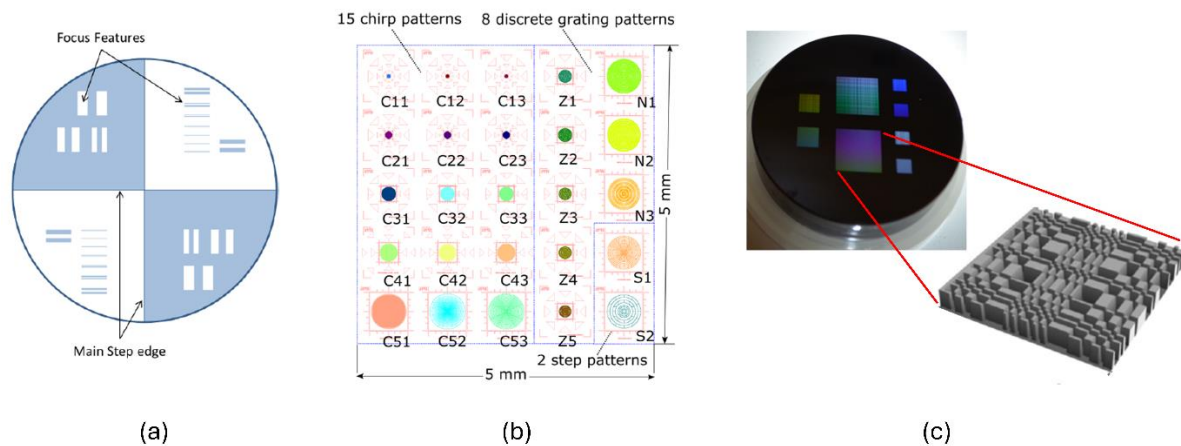 Focus Features
Main Step edge
(a)
15 chirp patterns
8 discrete grating patterns
C11 C12 C13 Z1 N1
C21 C22 C23 Z2 N2
C31 C32 C33 Z3 N3
C41 C42 C43 Z4 S1
C51 C52 C53 Z5 S2
5 mm
2 step patterns
5 mm
(b)
(c)